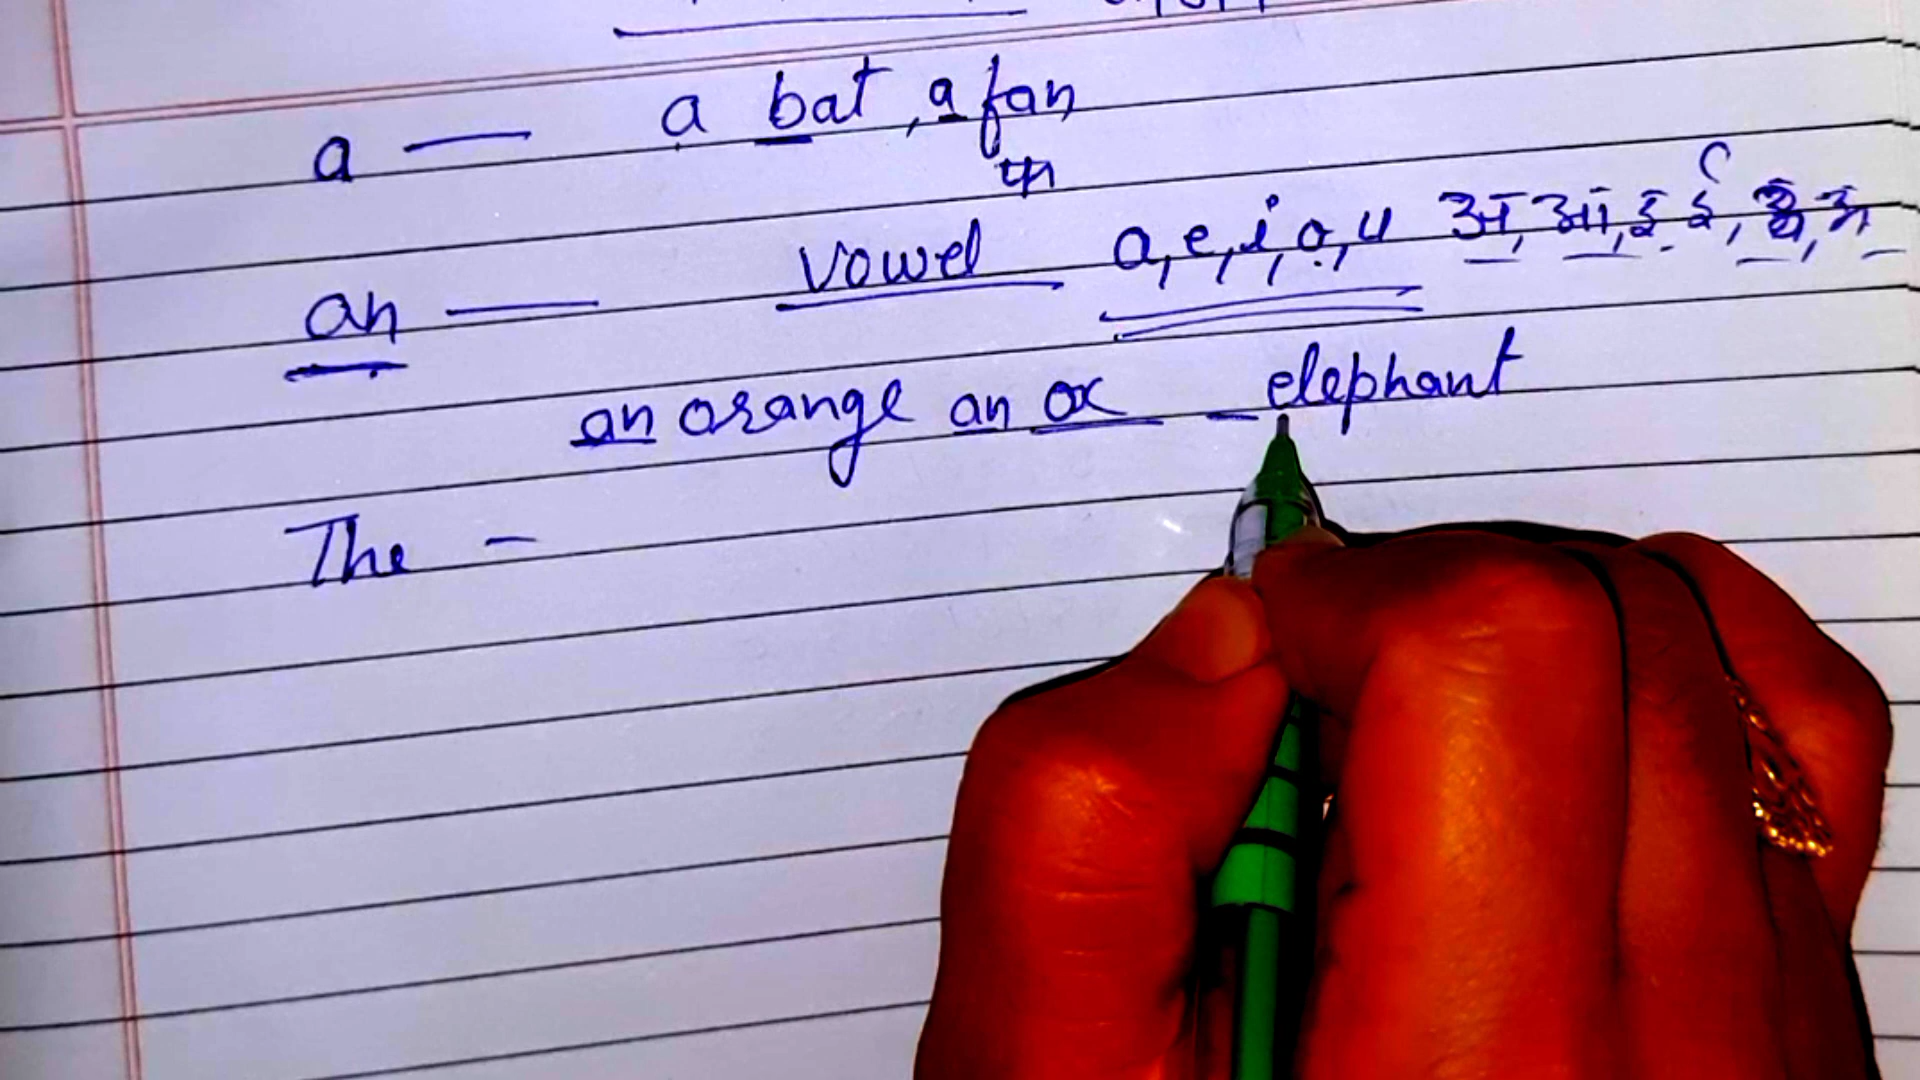 a — a bat, a fan
फ
an — vowel a, e, i, o, u अ, आ, इ, ई,
an orange an ox _ elephant
The -